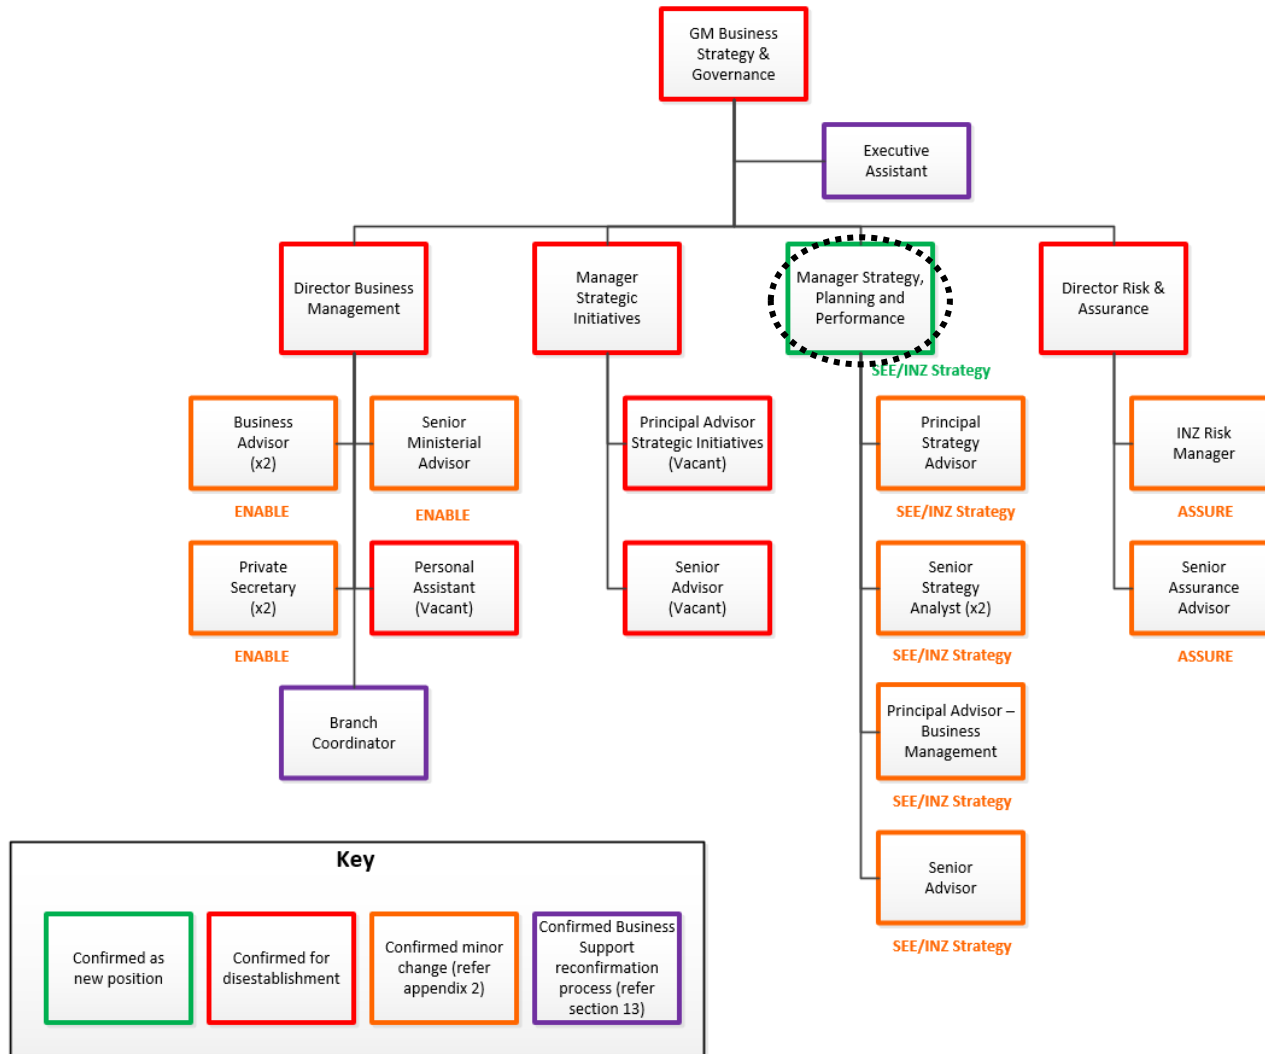 GM Business
Strategy &
Governance
Executive
Assistant
Director Business
Management
Manager
Strategic
Initiatives
Manager Strategy,
Planning and
Performance
Director Risk &
Assurance
SEE/INZ Strategy
Business
Advisor
(x2)
ENABLE
Senior
Ministerial
Advisor
ENABLE
Principal Advisor
Strategic Initiatives
(Vacant)
Principal
Strategy
Advisor
SEE/INZ Strategy
INZ Risk
Manager
ASSURE
Private
Secretary
(x2)
ENABLE
Personal
Assistant
(Vacant)
Senior
Advisor
(Vacant)
Senior
Strategy
Analyst (x2)
SEE/INZ Strategy
Senior
Assurance
Advisor
ASSURE
Branch
Coordinator
Principal Advisor –
Business
Management
SEE/INZ Strategy
Senior
Advisor
SEE/INZ Strategy
Key
Confirmed as
new position
Confirmed for
disestablishment
Confirmed minor
change (refer
appendix 2)
Confirmed Business
Support
reconfirmation
process (refer
section 13)